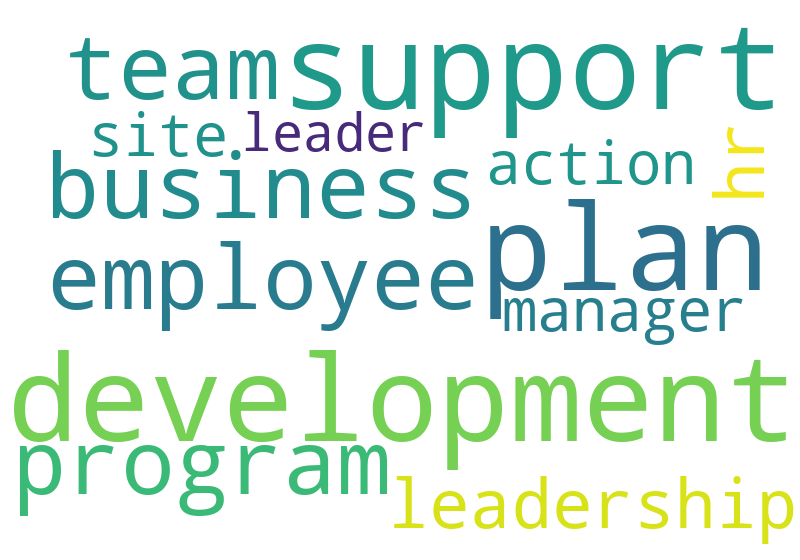 team support
site leader
action hr
business
plan
employee
manager
development
program
leadership